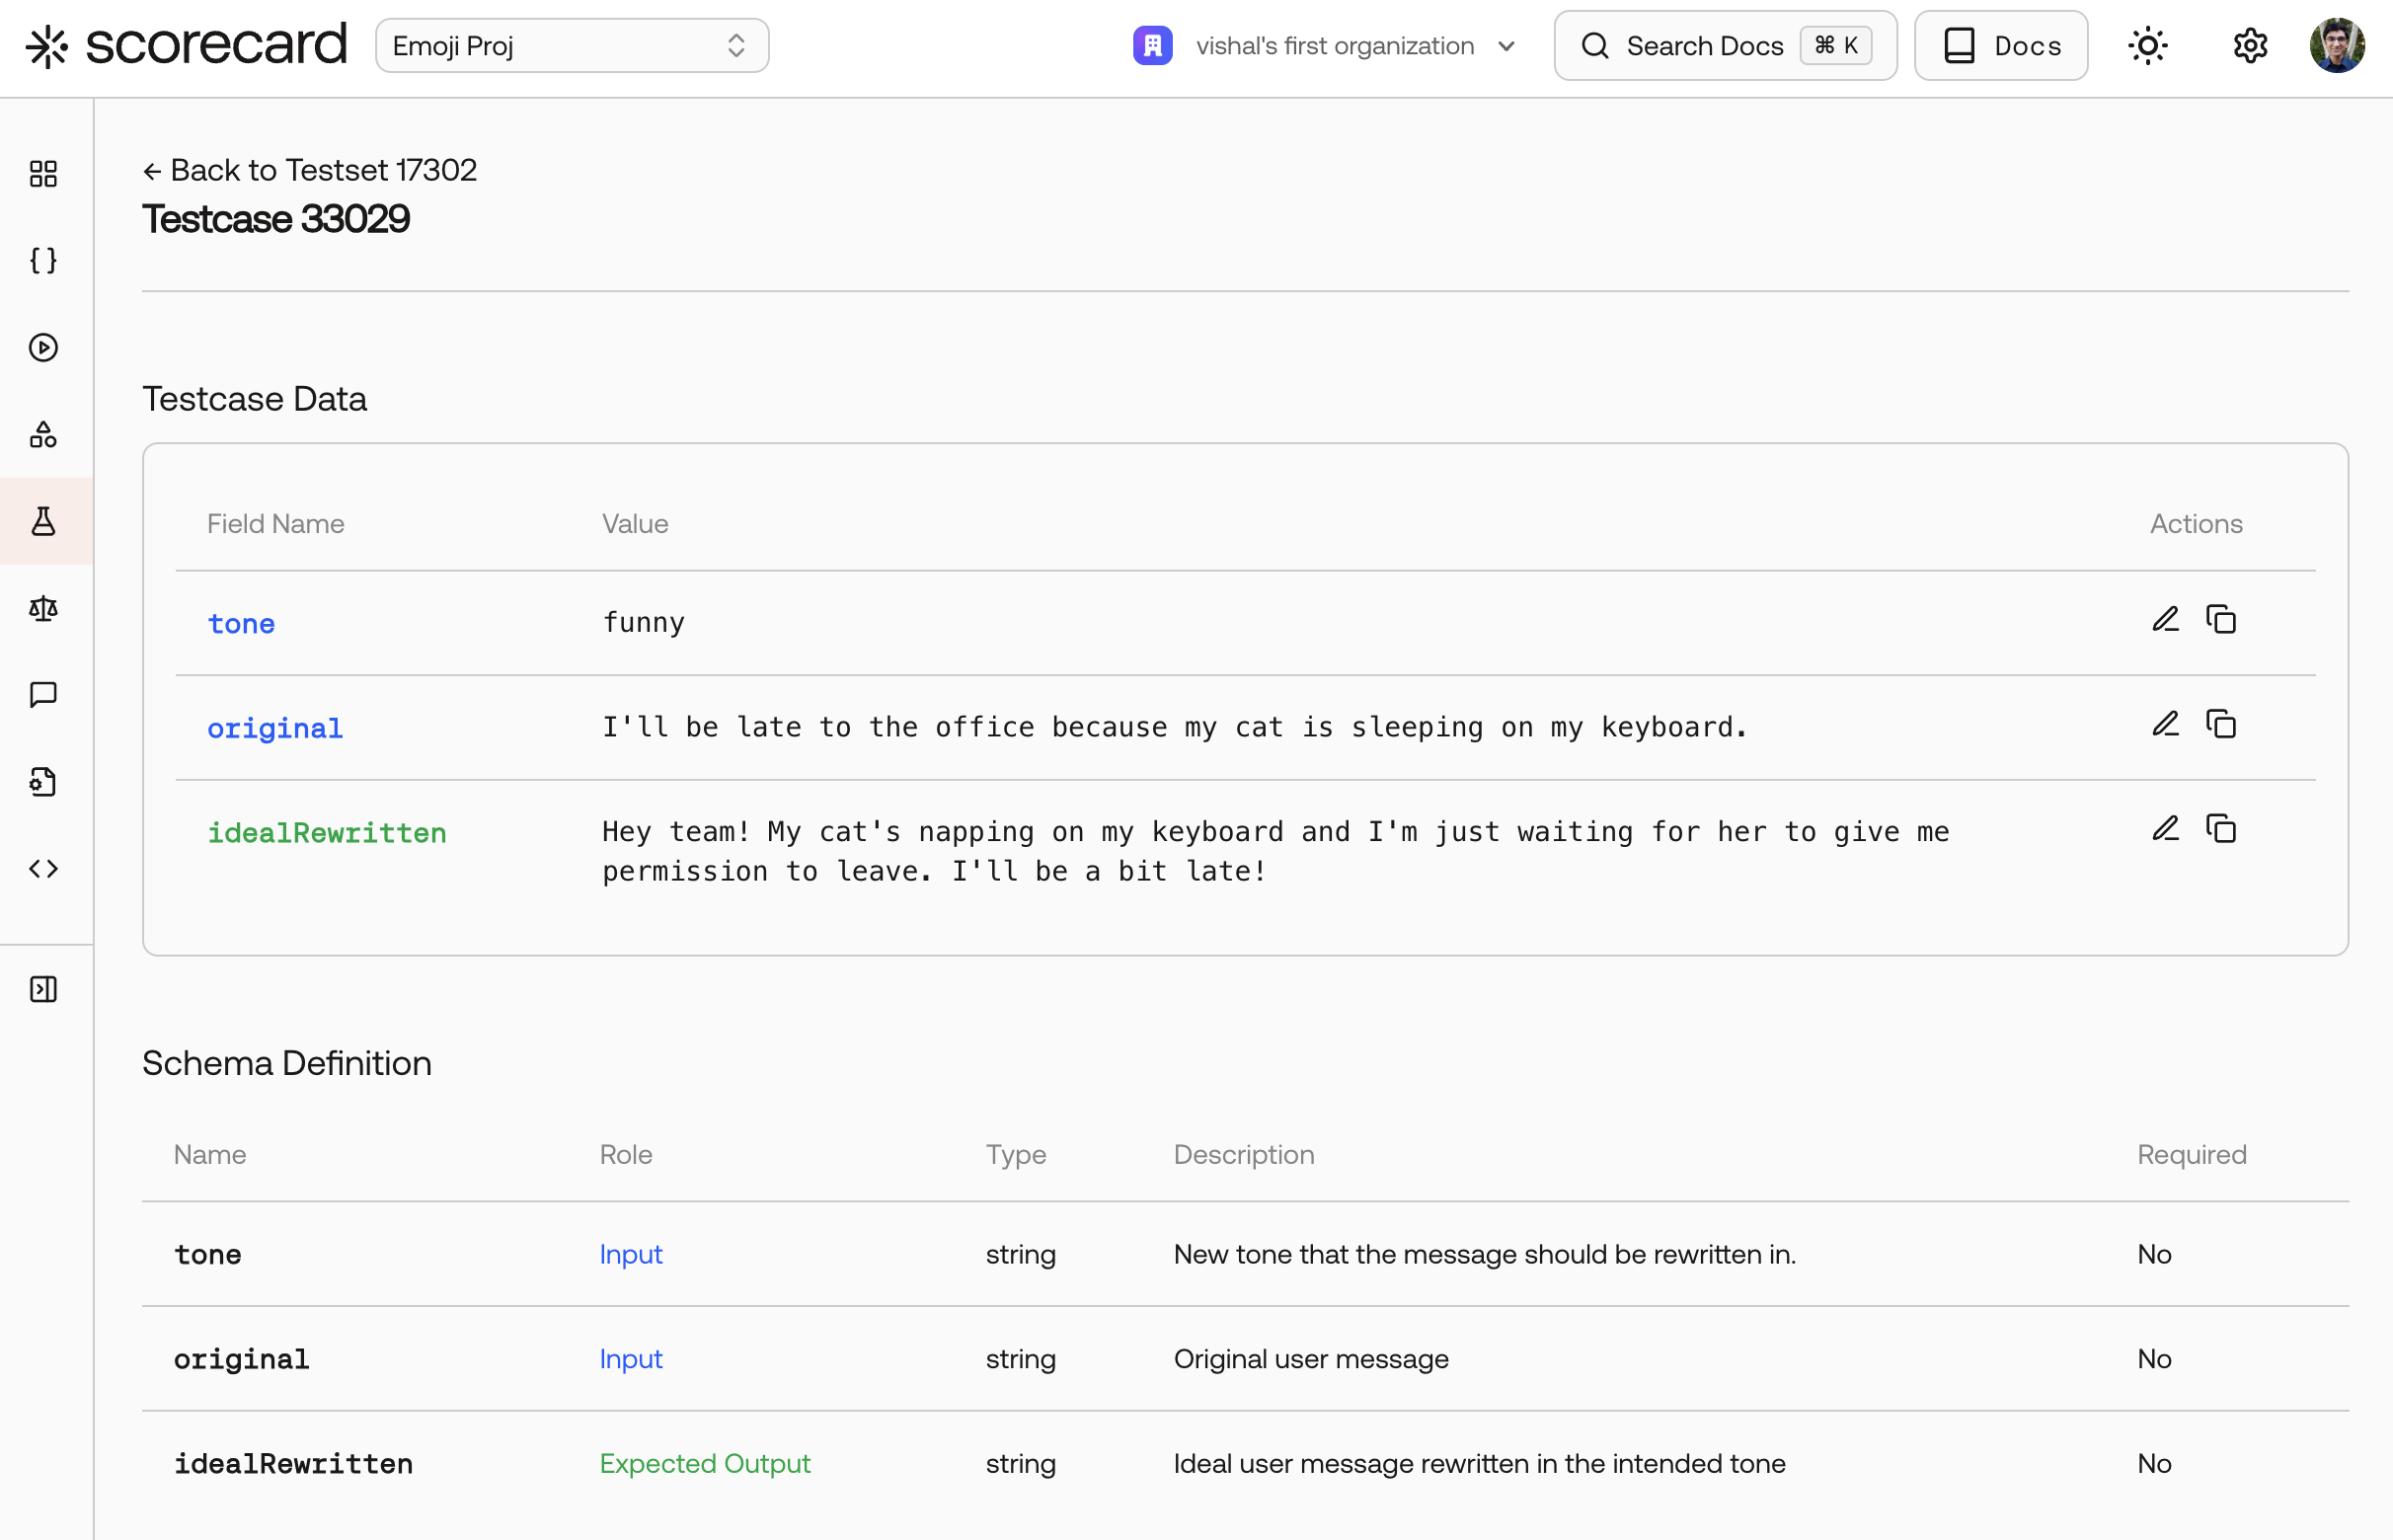 scorecard
Emoji Proj
vishal's first organization
Search Docs ⌘ K
Docs
← Back to Testset 17302
Testcase 33029
Testcase Data
Field Name Value Actions
tone funny
original I'll be late to the office because my cat is sleeping on my keyboard.
idealRewritten Hey team! My cat's napping on my keyboard and I'm just waiting for her to give me
permission to leave. I'll be a bit late!
Schema Definition
Name Role Type Description Required
tone Input string New tone that the message should be rewritten in. No
original Input string Original user message No
idealRewritten Expected Output string Ideal user message rewritten in the intended tone No